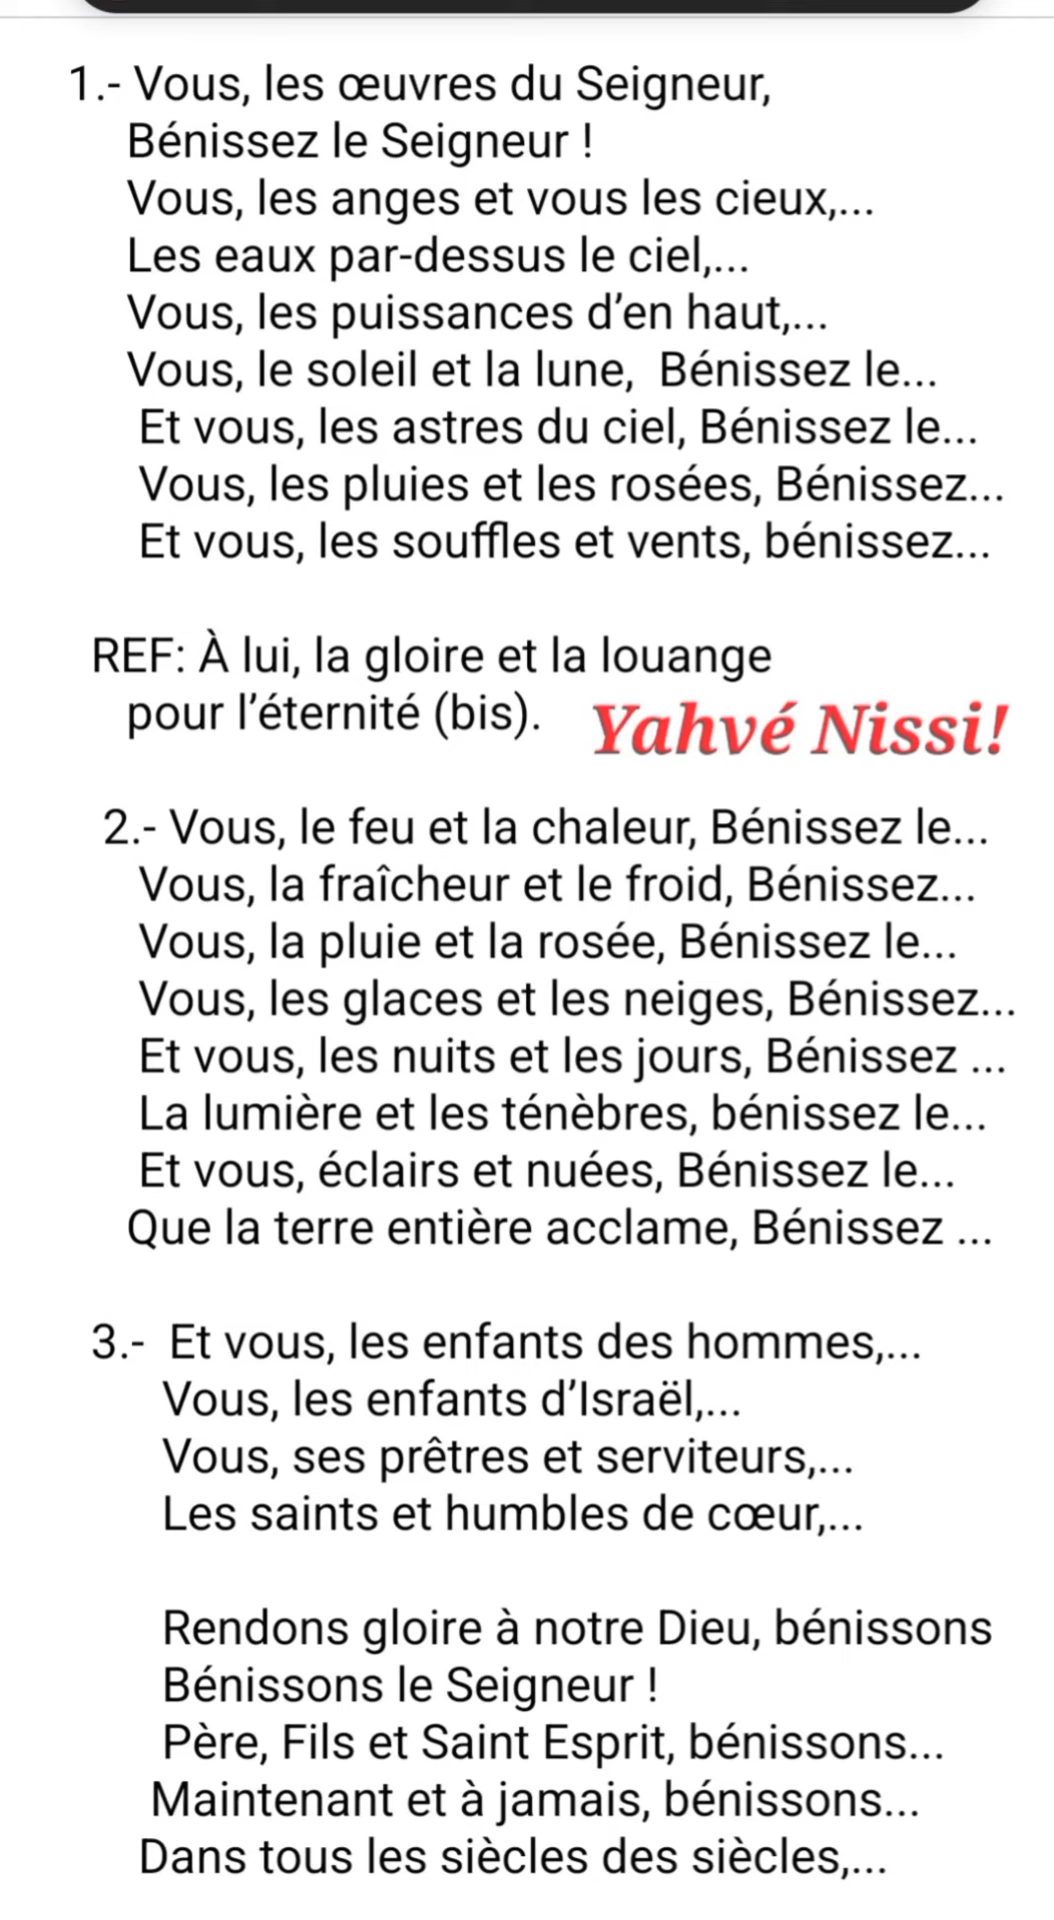 1.- Vous, les œuvres du Seigneur,
Bénissez le Seigneur !
Vous, les anges et vous les cieux,...
Les eaux par-dessus le ciel,...
Vous, les puissances d’en haut,...
Vous, le soleil et la lune,  Bénissez le...
Et vous, les astres du ciel, Bénissez le...
Vous, les pluies et les rosées, Bénissez...
Et vous, les souffles et vents, bénissez...
REF: À lui, la gloire et la louange
pour l’éternité (bis).
Yahvé Nissi!
2.- Vous, le feu et la chaleur, Bénissez le...
Vous, la fraîcheur et le froid, Bénissez...
Vous, la pluie et la rosée, Bénissez le...
Vous, les glaces et les neiges, Bénissez...
Et vous, les nuits et les jours, Bénissez ...
La lumière et les ténèbres, bénissez le...
Et vous, éclairs et nuées, Bénissez le...
Que la terre entière acclame, Bénissez ...
3.-  Et vous, les enfants des hommes,...
Vous, les enfants d’Israël,...
Vous, ses prêtres et serviteurs,...
Les saints et humbles de cœur,...
Rendons gloire à notre Dieu, bénissons
Bénissons le Seigneur !
Père, Fils et Saint Esprit, bénissons...
Maintenant et à jamais, bénissons...
Dans tous les siècles des siècles,...